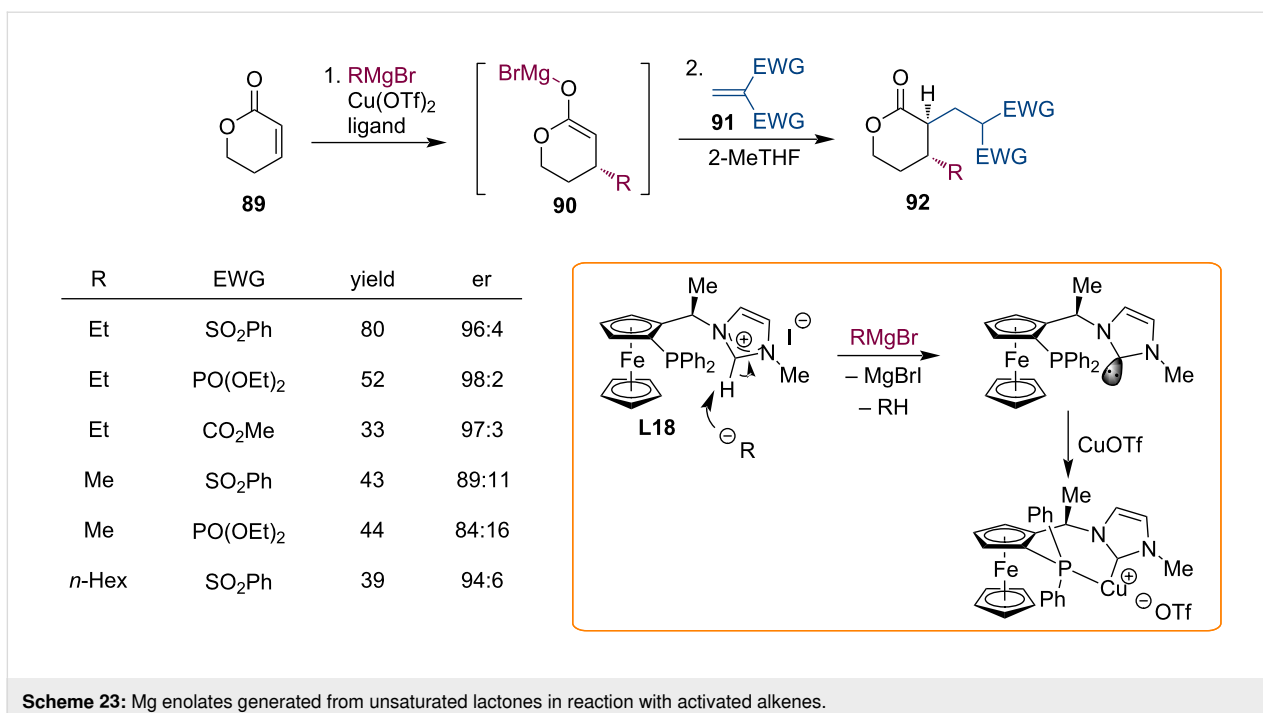 O
O
89
1. RMgBr
Cu(OTf)2
ligand
BrMg
O
O
R
90
2.
EWG
EWG
91
2-MeTHF
O
H
O
EWG
EWG
R
92
R EWG yield er
Et SO2Ph 80 96:4
Et PO(OEt)2 52 98:2
Et CO2Me 33 97:3
Me SO2Ph 43 89:11
Me PO(OEt)2 44 84:16
n-Hex SO2Ph 39 94:6
Me
N
⊕
I⊖
Fe
PPh2
N
Me
H
L18
⊖
R
RMgBr
– MgBrI
– RH
Me
N
Fe
PPh2
N
Me
CuOTf
Me
Ph
N
N
Fe
P
Me
Ph
Cu⊕
⊖OTf
Scheme 23: Mg enolates generated from unsaturated lactones in reaction with activated alkenes.